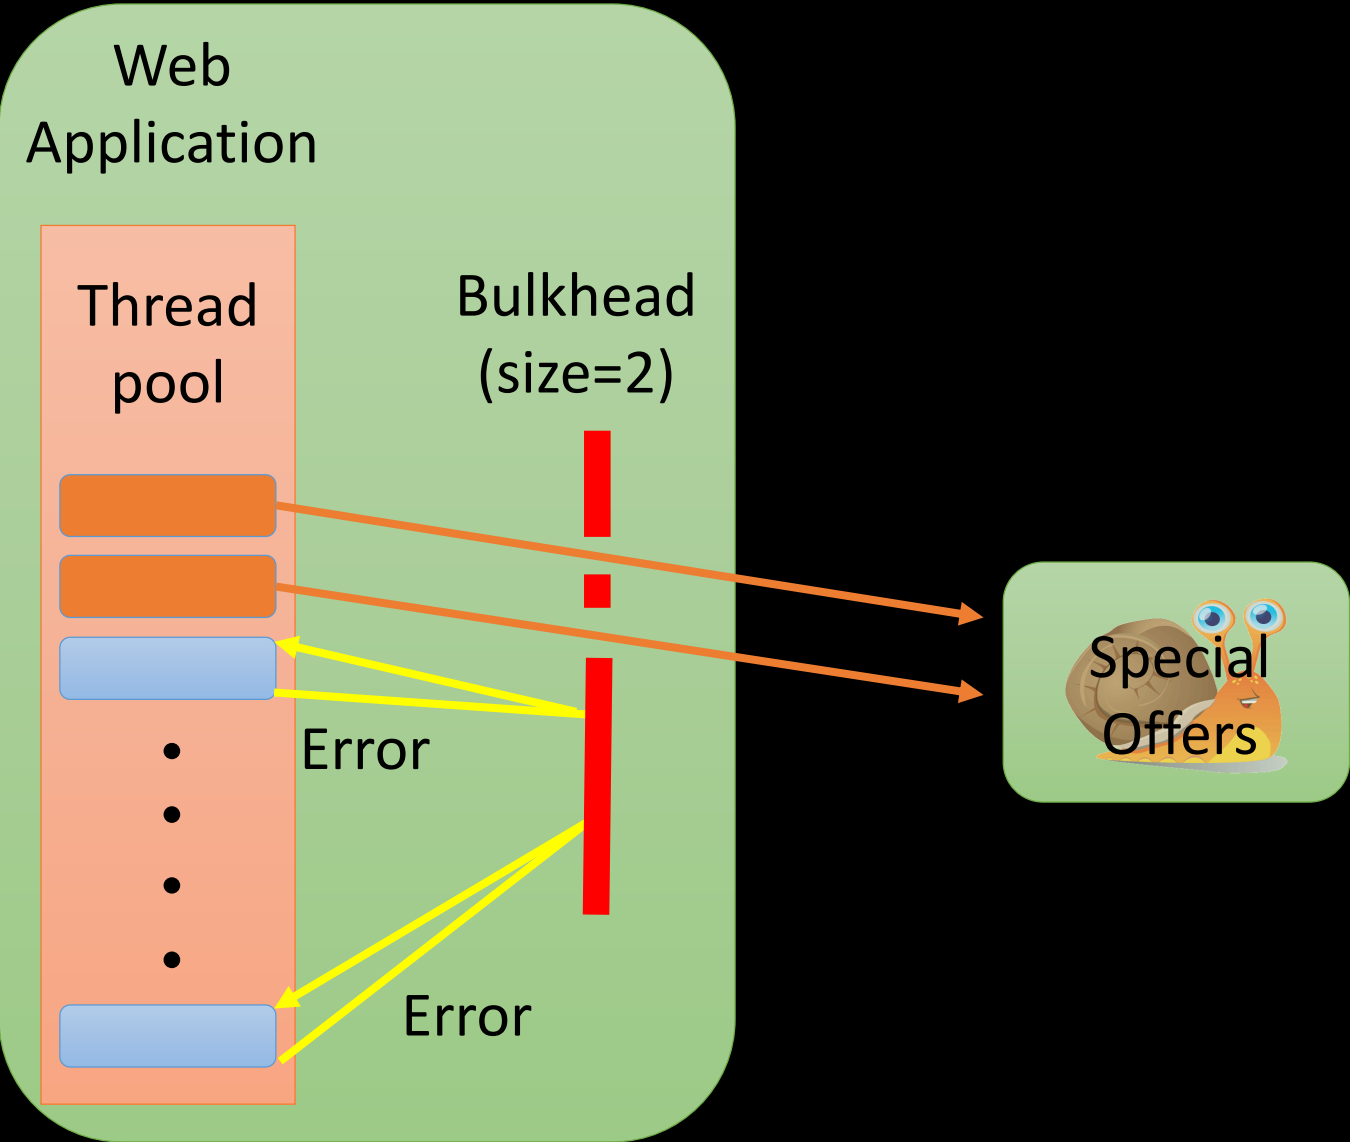 Web
Application
Thread
pool
Bulkhead
(size=2)
Error
Error
Special
Offers